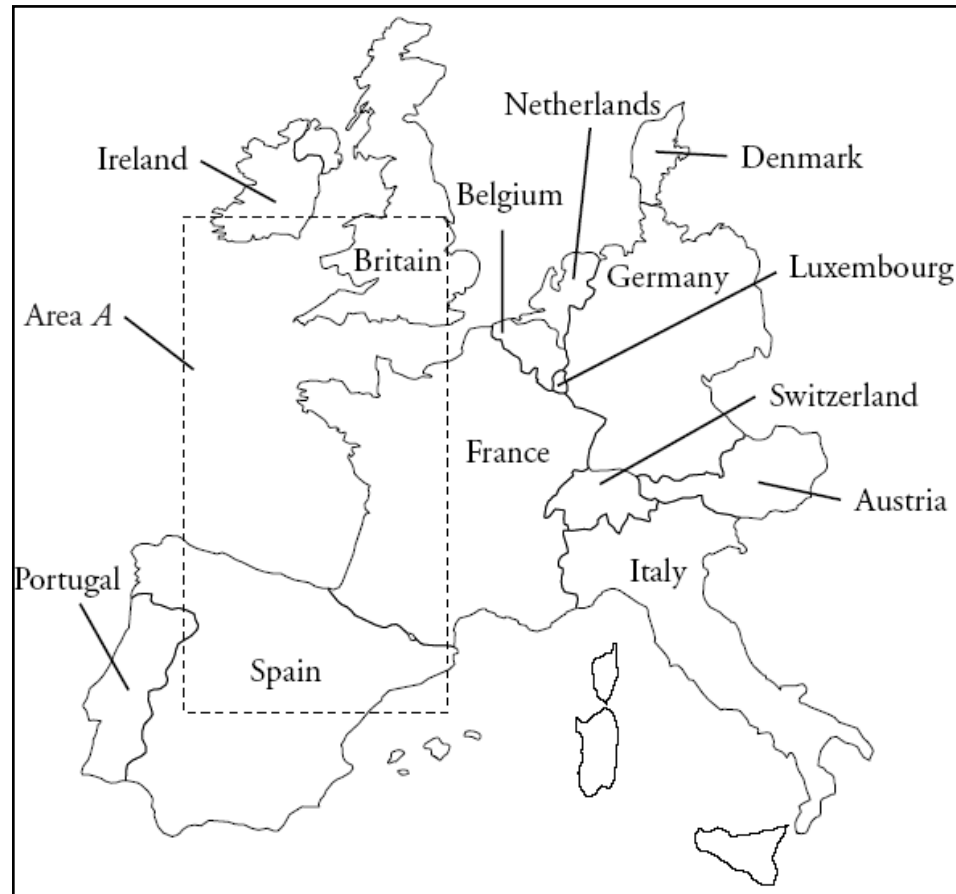 Netherlands
Ireland
Denmark
Belgium
Britain
Germany
Luxembourg
Area A
Switzerland
France
Austria
Italy
Portugal
Spain